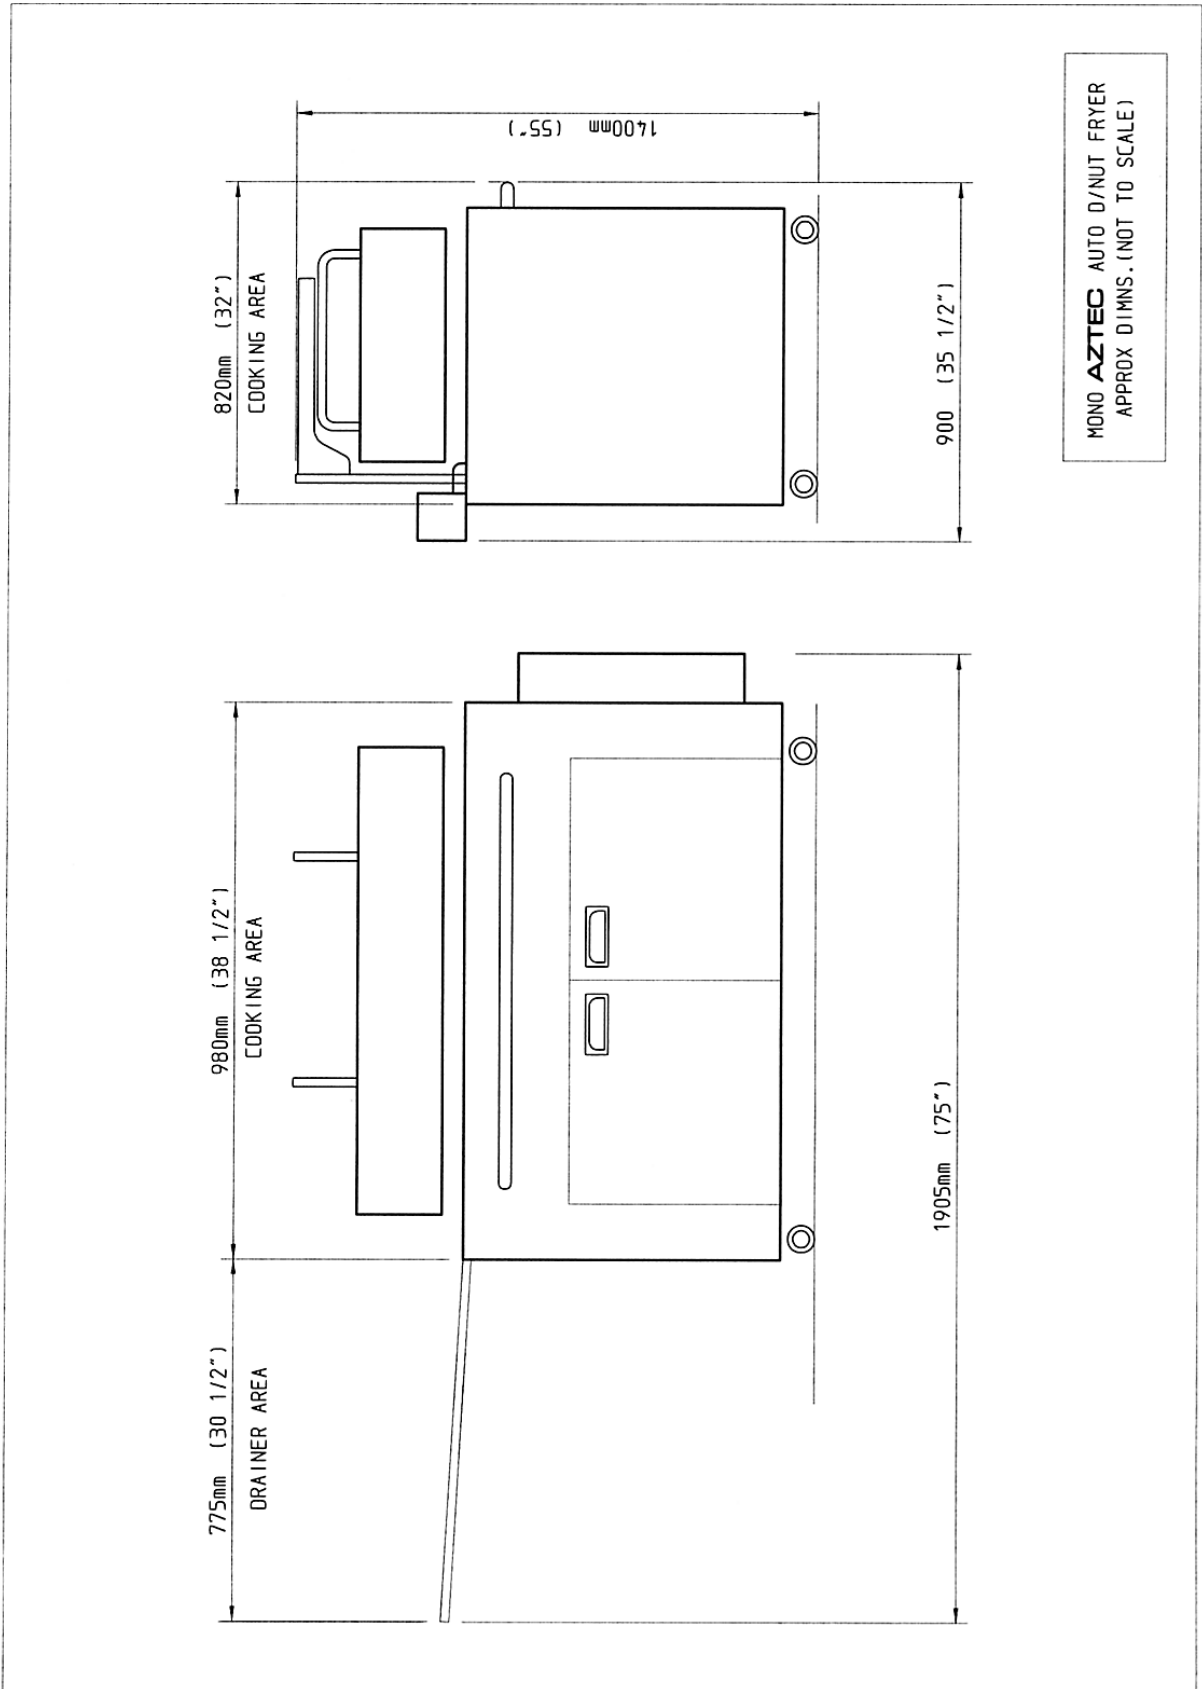 775mm (30 1/2")
DRAINER AREA
980mm (38 1/2")
COOKING AREA
820mm (32")
COOKING AREA
1400mm (55")
1905mm (75")
900 (35 1/2")
MONO AZTEC AUTO D/NUT FRYER
APPROX DIMNS.(NOT TO SCALE)